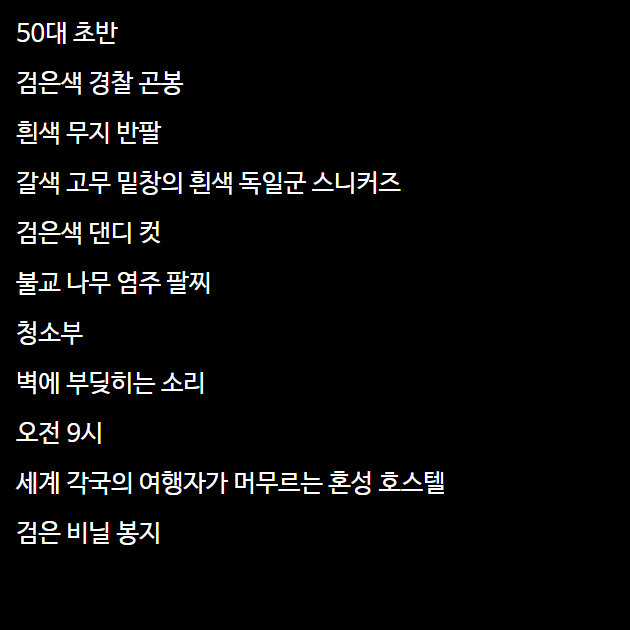 50대 초반
검은색 경찰 곤봉
흰색 무지 반팔
갈색 고무 밑창의 흰색 독일군 스니커즈
검은색 댄디 컷
불교 나무 염주 팔찌
청소부
벽에 부딪히는 소리
오전 9시
세계 각국의 여행자가 머무르는 혼성 호스텔
검은 비닐 봉지